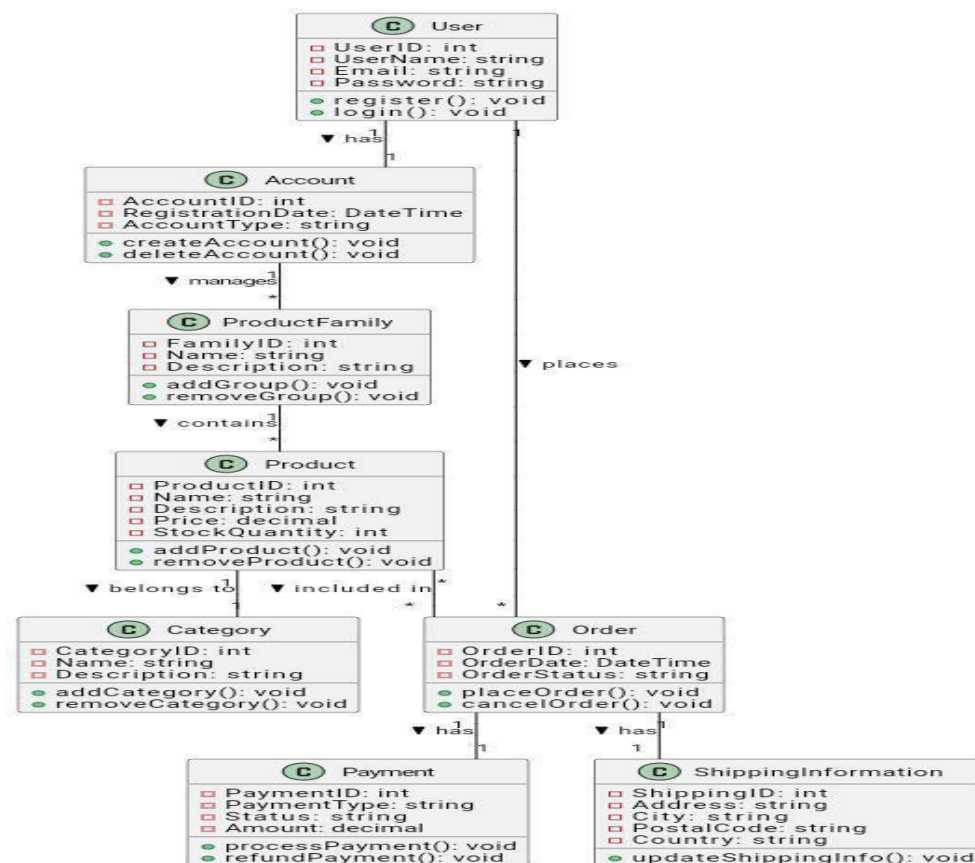 C User
UserID: int
UserName: string
Email: string
Password: string
register(): void
login(): void
1 1
▼ has
1
C Account
AccountID: int
RegistrationDate: DateTime
AccountType: string
createAccount(): void
deleteAccount(): void
1
▼ manages
*
C ProductFamily
FamilyID: int
Name: string
Description: string
addGroup(): void
removeGroup(): void
▼ places
1
▼ contains
*
C Product
ProductID: int
Name: string
Description: string
Price: decimal
StockQuantity: int
addProduct(): void
removeProduct(): void
1 *
▼ belongs to ▼ included in
1 * *
C Category
CategoryID: int
Name: string
Description: string
addCategory(): void
removeCategory(): void
C Order
OrderID: int
OrderDate: DateTime
OrderStatus: string
placeOrder(): void
cancelOrder(): void
1 1
▼ has ▼ has
1 1
C Payment
PaymentID: int
PaymentType: string
Status: string
Amount: decimal
processPayment(): void
refundPayment(): void
C ShippingInformation
ShippingID: int
Address: string
City: string
PostalCode: string
Country: string
updateShippingInfo(): void